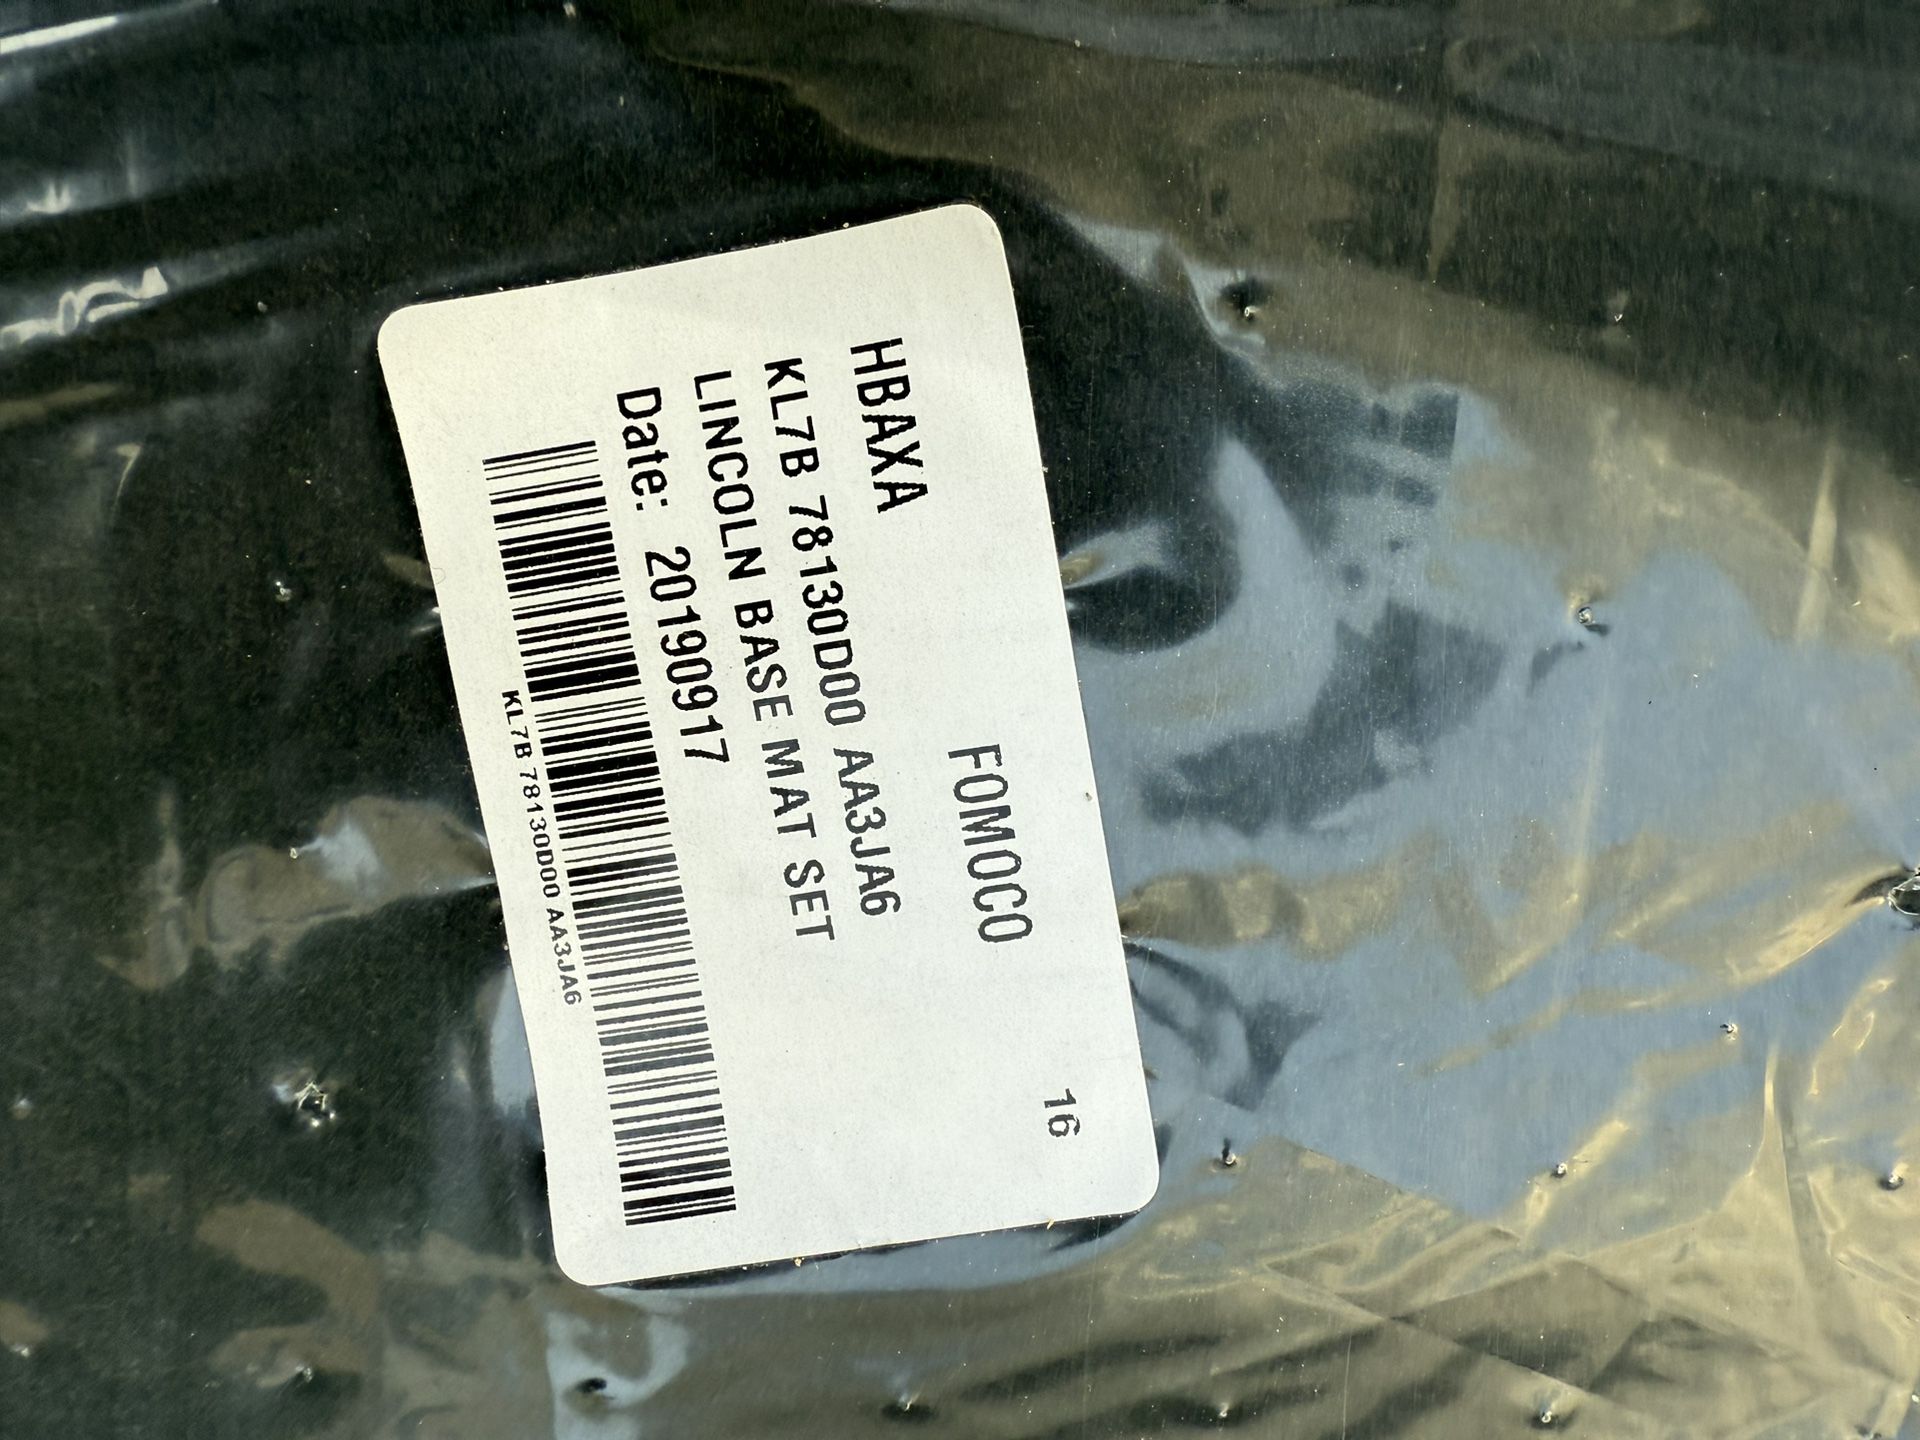 FOMOCO 16
HBAXA
KL7B 78130D00 AA3JA6
LINCOLN BASE MAT SET
Date: 20190917
KL7B 78130D00 AA3JA6